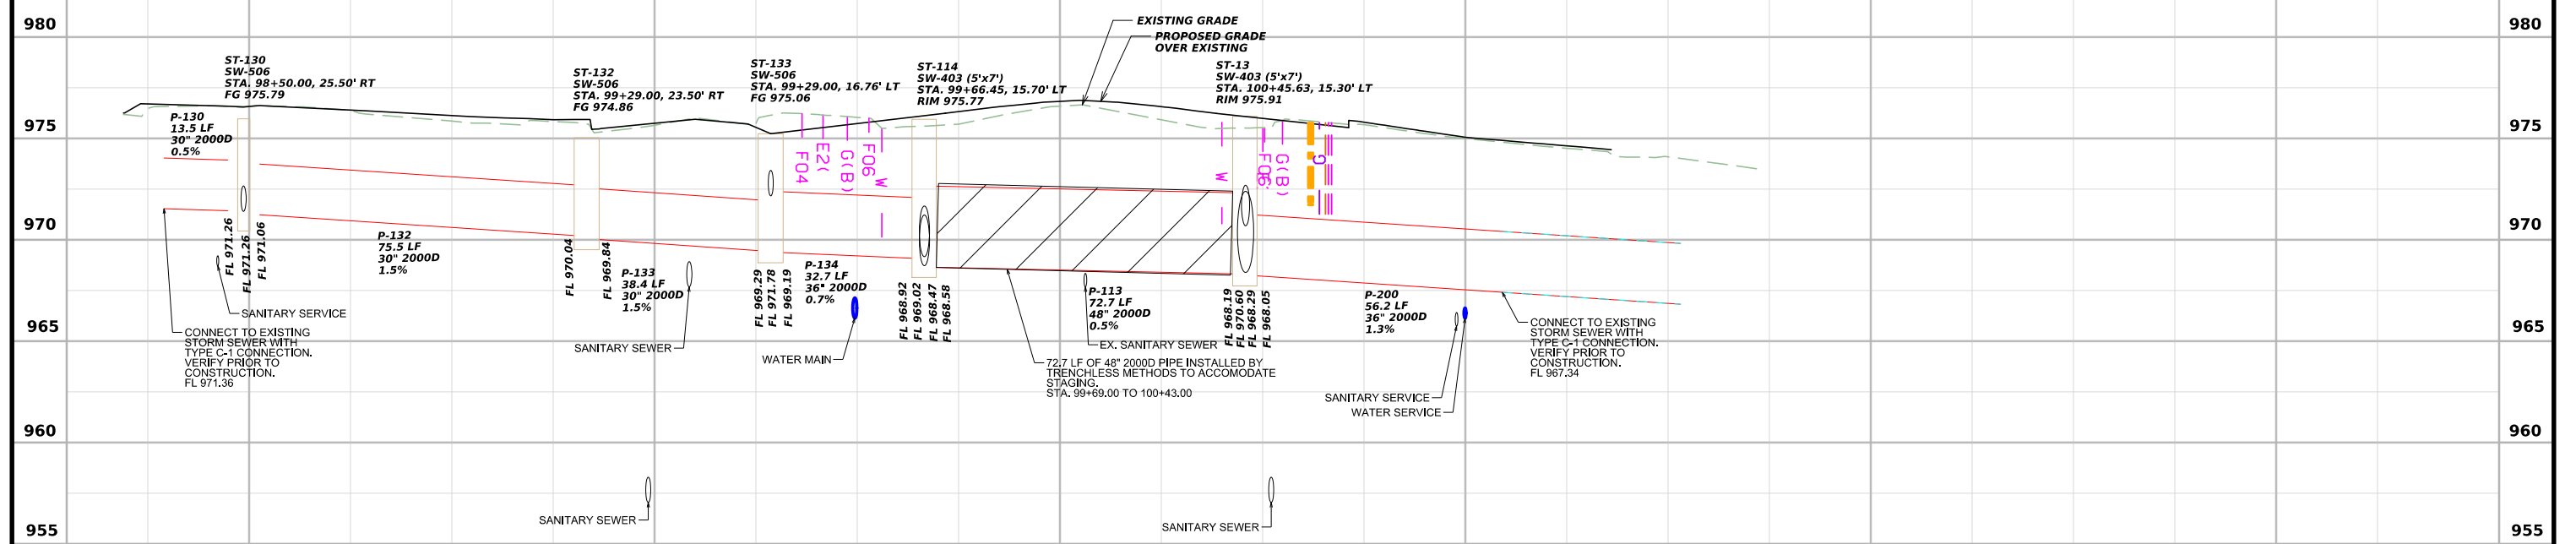 980
980
EXISTING GRADE
PROPOSED GRADE
OVER EXISTING
ST-130
SW-506
STA. 98+50.00, 25.50' RT
FG 975.79
ST-132
SW-506
STA. 99+29.00, 23.50' RT
FG 974.86
ST-133
SW-506
STA. 99+29.00, 16.76' LT
FG 975.06
ST-114
SW-403 (5'x7')
STA. 99+66.45, 15.70' LT
RIM 975.77
ST-13
SW-403 (5'x7')
STA. 100+45.63, 15.30' LT
RIM 975.91
P-130
13.5 LF
30" 2000D
0.5%
975
975
FO4
E2(
G(B)
FO6
W
W
FO6.
G(B)
G
970
970
FL 971.26
FL 971.26
FL 971.06
P-132
75.5 LF
30" 2000D
1.5%
FL 970.04
FL 969.84
P-133
38.4 LF
30" 2000D
1.5%
FL 969.29
FL 971.78
FL 969.19
P-134
32.7 LF
36" 2000D
0.7%
FL 968.92
FL 969.02
FL 968.47
FL 968.58
P-113
72.7 LF
48" 2000D
0.5%
FL 968.19
FL 970.60
FL 968.29
FL 968.05
P-200
56.2 LF
36" 2000D
1.3%
SANITARY SERVICE
CONNECT TO EXISTING
STORM SEWER WITH
TYPE C-1 CONNECTION.
VERIFY PRIOR TO
CONSTRUCTION.
FL 971.36
SANITARY SEWER
WATER MAIN
EX. SANITARY SEWER
72.7 LF OF 48" 2000D PIPE INSTALLED BY
TRENCHLESS METHODS TO ACCOMODATE
STAGING.
STA. 99+69.00 TO 100+43.00
CONNECT TO EXISTING
STORM SEWER WITH
TYPE C-1 CONNECTION.
VERIFY PRIOR TO
CONSTRUCTION.
FL 967.34
965
965
SANITARY SERVICE
WATER SERVICE
960
960
SANITARY SEWER
SANITARY SEWER
955
955